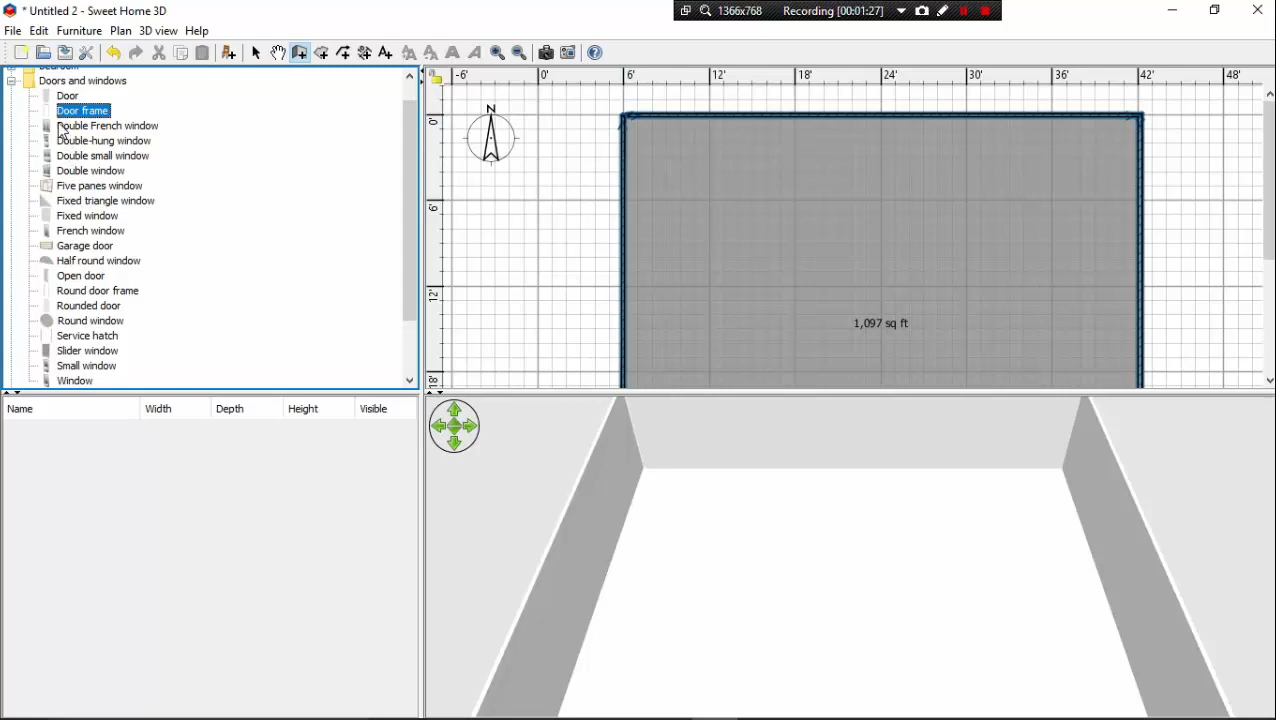 * Untitled 2 - Sweet Home 3D
1366x768 Recording [00:01:27]
File Edit Furniture Plan 3D view Help
Doors and windows
Door
Door frame
Double French window
Double-hung window
Double small window
Double window
Five panes window
Fixed triangle window
Fixed window
French window
Garage door
Half round window
Open door
Round door frame
Rounded door
Round window
Service hatch
Slider window
Small window
Window
-6' 0' 6' 12' 18' 24' 30' 36' 42' 48'
0'
6'
12'
18'
N
1,097 sq ft
Name Width Depth Height Visible